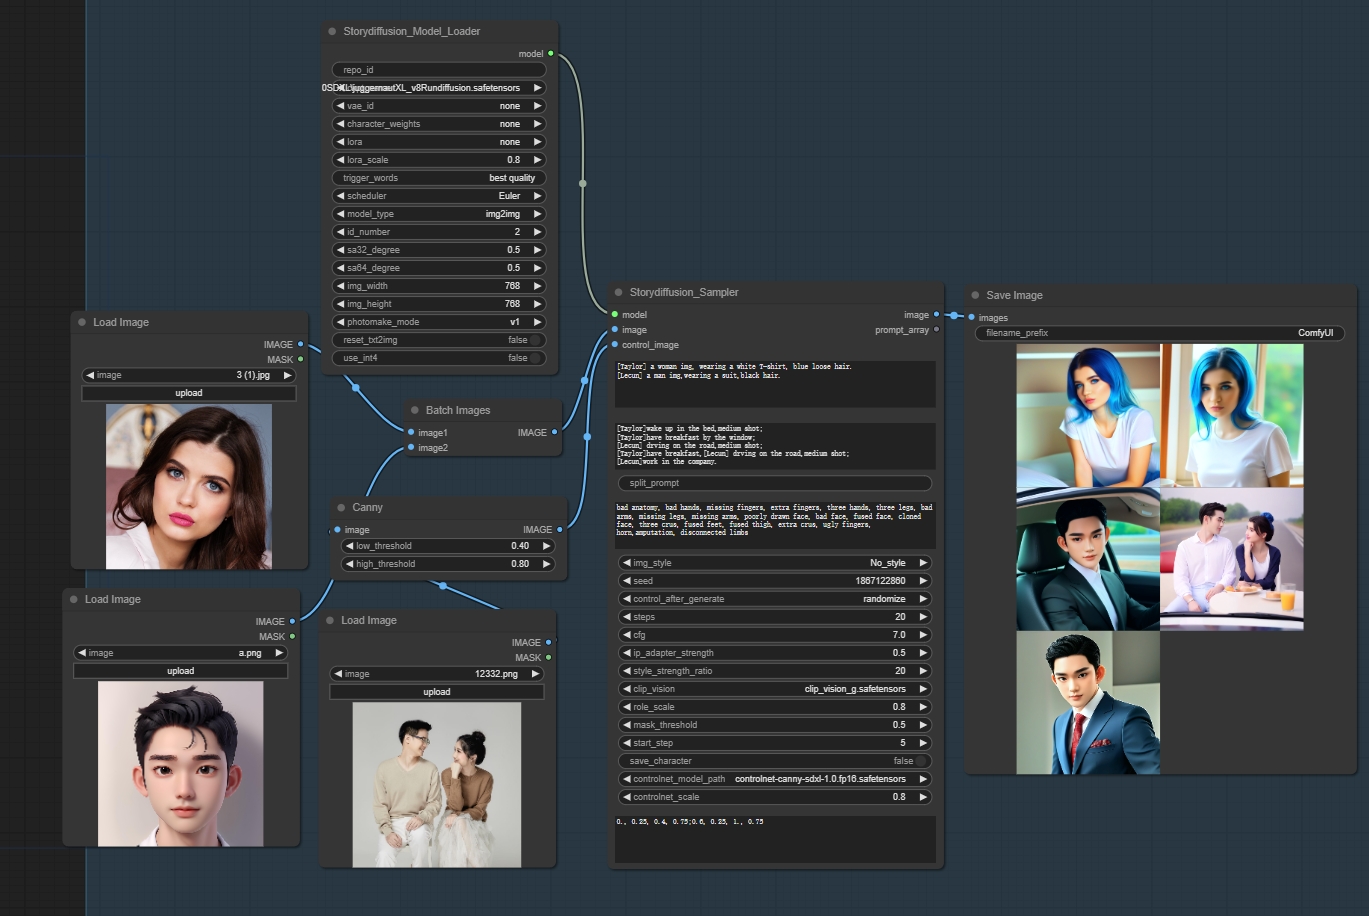 Storydiffusion_Model_Loader
model
repo_id
juggernautXL_v8Rundiffusion.safetensors
vae_id none
character_weights none
lora none
lora_scale 0.8
trigger_words best quality
scheduler Euler
model_type img2img
id_number 2
sa32_degree 0.5
sa64_degree 0.5
img_width 768
img_height 768
photomake_mode v1
reset_txt2img false
use_int4 false
Load Image
IMAGE
MASK
image 3 (1).jpg
upload
Batch Images
image1 IMAGE
image2
Canny
image IMAGE
low_threshold 0.40
high_threshold 0.80
Load Image
IMAGE
MASK
image a.png
upload
Load Image
IMAGE
MASK
image 12332.png
upload
Storydiffusion_Sampler
model image
image prompt_array
control_image
[Taylor] a woman img, wearing a white T-shirt, blue loose hair.
[Lecun] a man img,wearing a suit,black hair.
[Taylor]wake up in the bed,medium shot;
[Taylor]have breakfast by the window;
[Lecun] drving on the road,medium shot;
[Taylor]have breakfast,[Lecun] drving on the road,medium shot;
[Lecun]work in the company.
split_prompt
bad anatomy, bad hands, missing fingers, extra fingers, three hands, three legs, bad
arms, missing legs, missing arms, poorly drawn face, bad face, fused face, cloned
face, three crus, fused feet, fused thigh, extra crus, ugly fingers,
horn,amputation, disconnected limbs
img_style No_style
seed 1867122860
control_after_generate randomize
steps 20
cfg 7.0
ip_adapter_strength 0.5
style_strength_ratio 20
clip_vision clip_vision_g.safetensors
role_scale 0.8
mask_threshold 0.5
start_step 5
save_character false
controlnet_model_path controlnet-canny-sdxl-1.0.fp16.safetensors
controlnet_scale 0.8
0., 0.25, 0.4, 0.75;0.6, 0.25, 1., 0.75
Save Image
images
filename_prefix ComfyUI